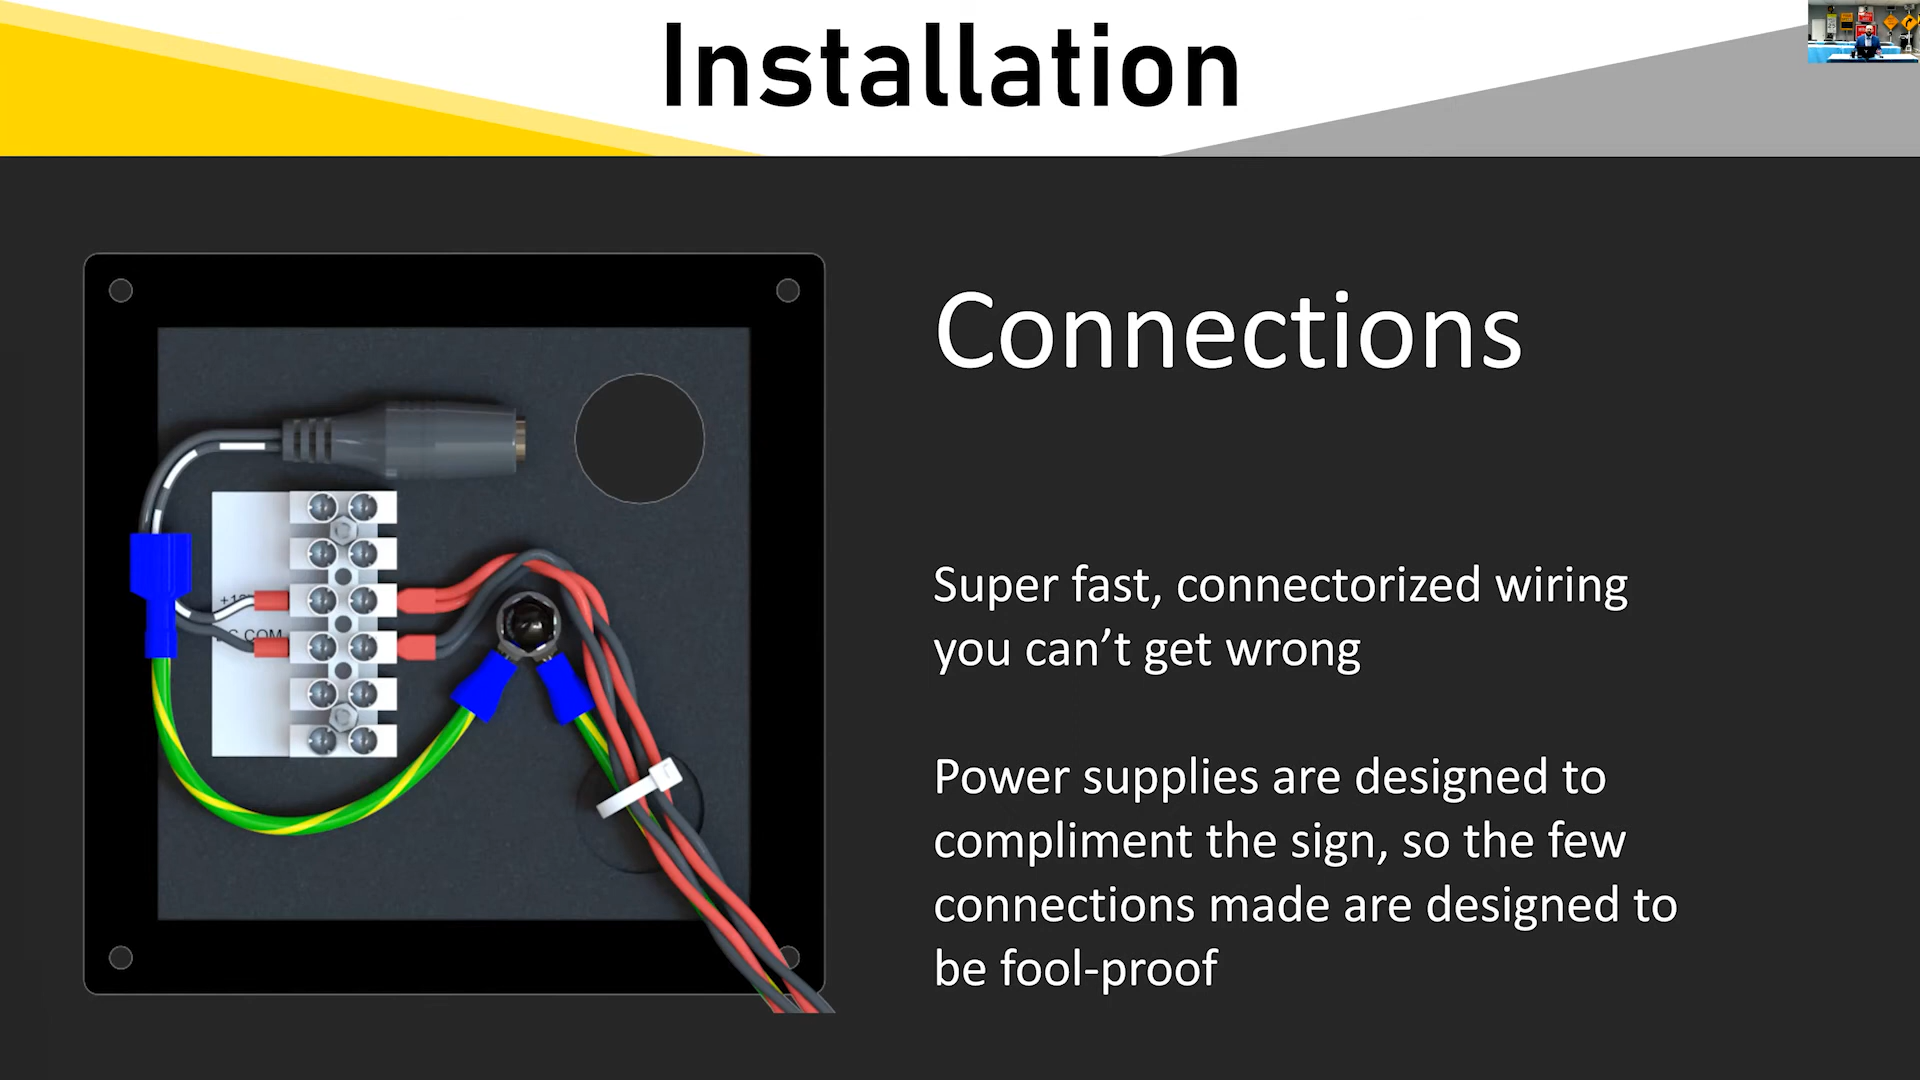 Installation
Connections
Super fast, connectorized wiring
you can’t get wrong
Power supplies are designed to
compliment the sign, so the few
connections made are designed to
be fool-proof
COM